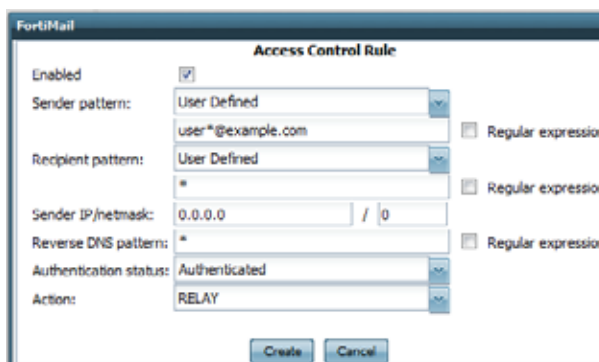 FortiMail
Access Control Rule
Enabled
Sender pattern: User Defined
user*@example.com Regular expressio
Recipient pattern: User Defined
* Regular expressio
Sender IP/netmask: 0.0.0.0 / 0
Reverse DNS pattern: * Regular expressio
Authentication status: Authenticated
Action: RELAY
Create Cancel